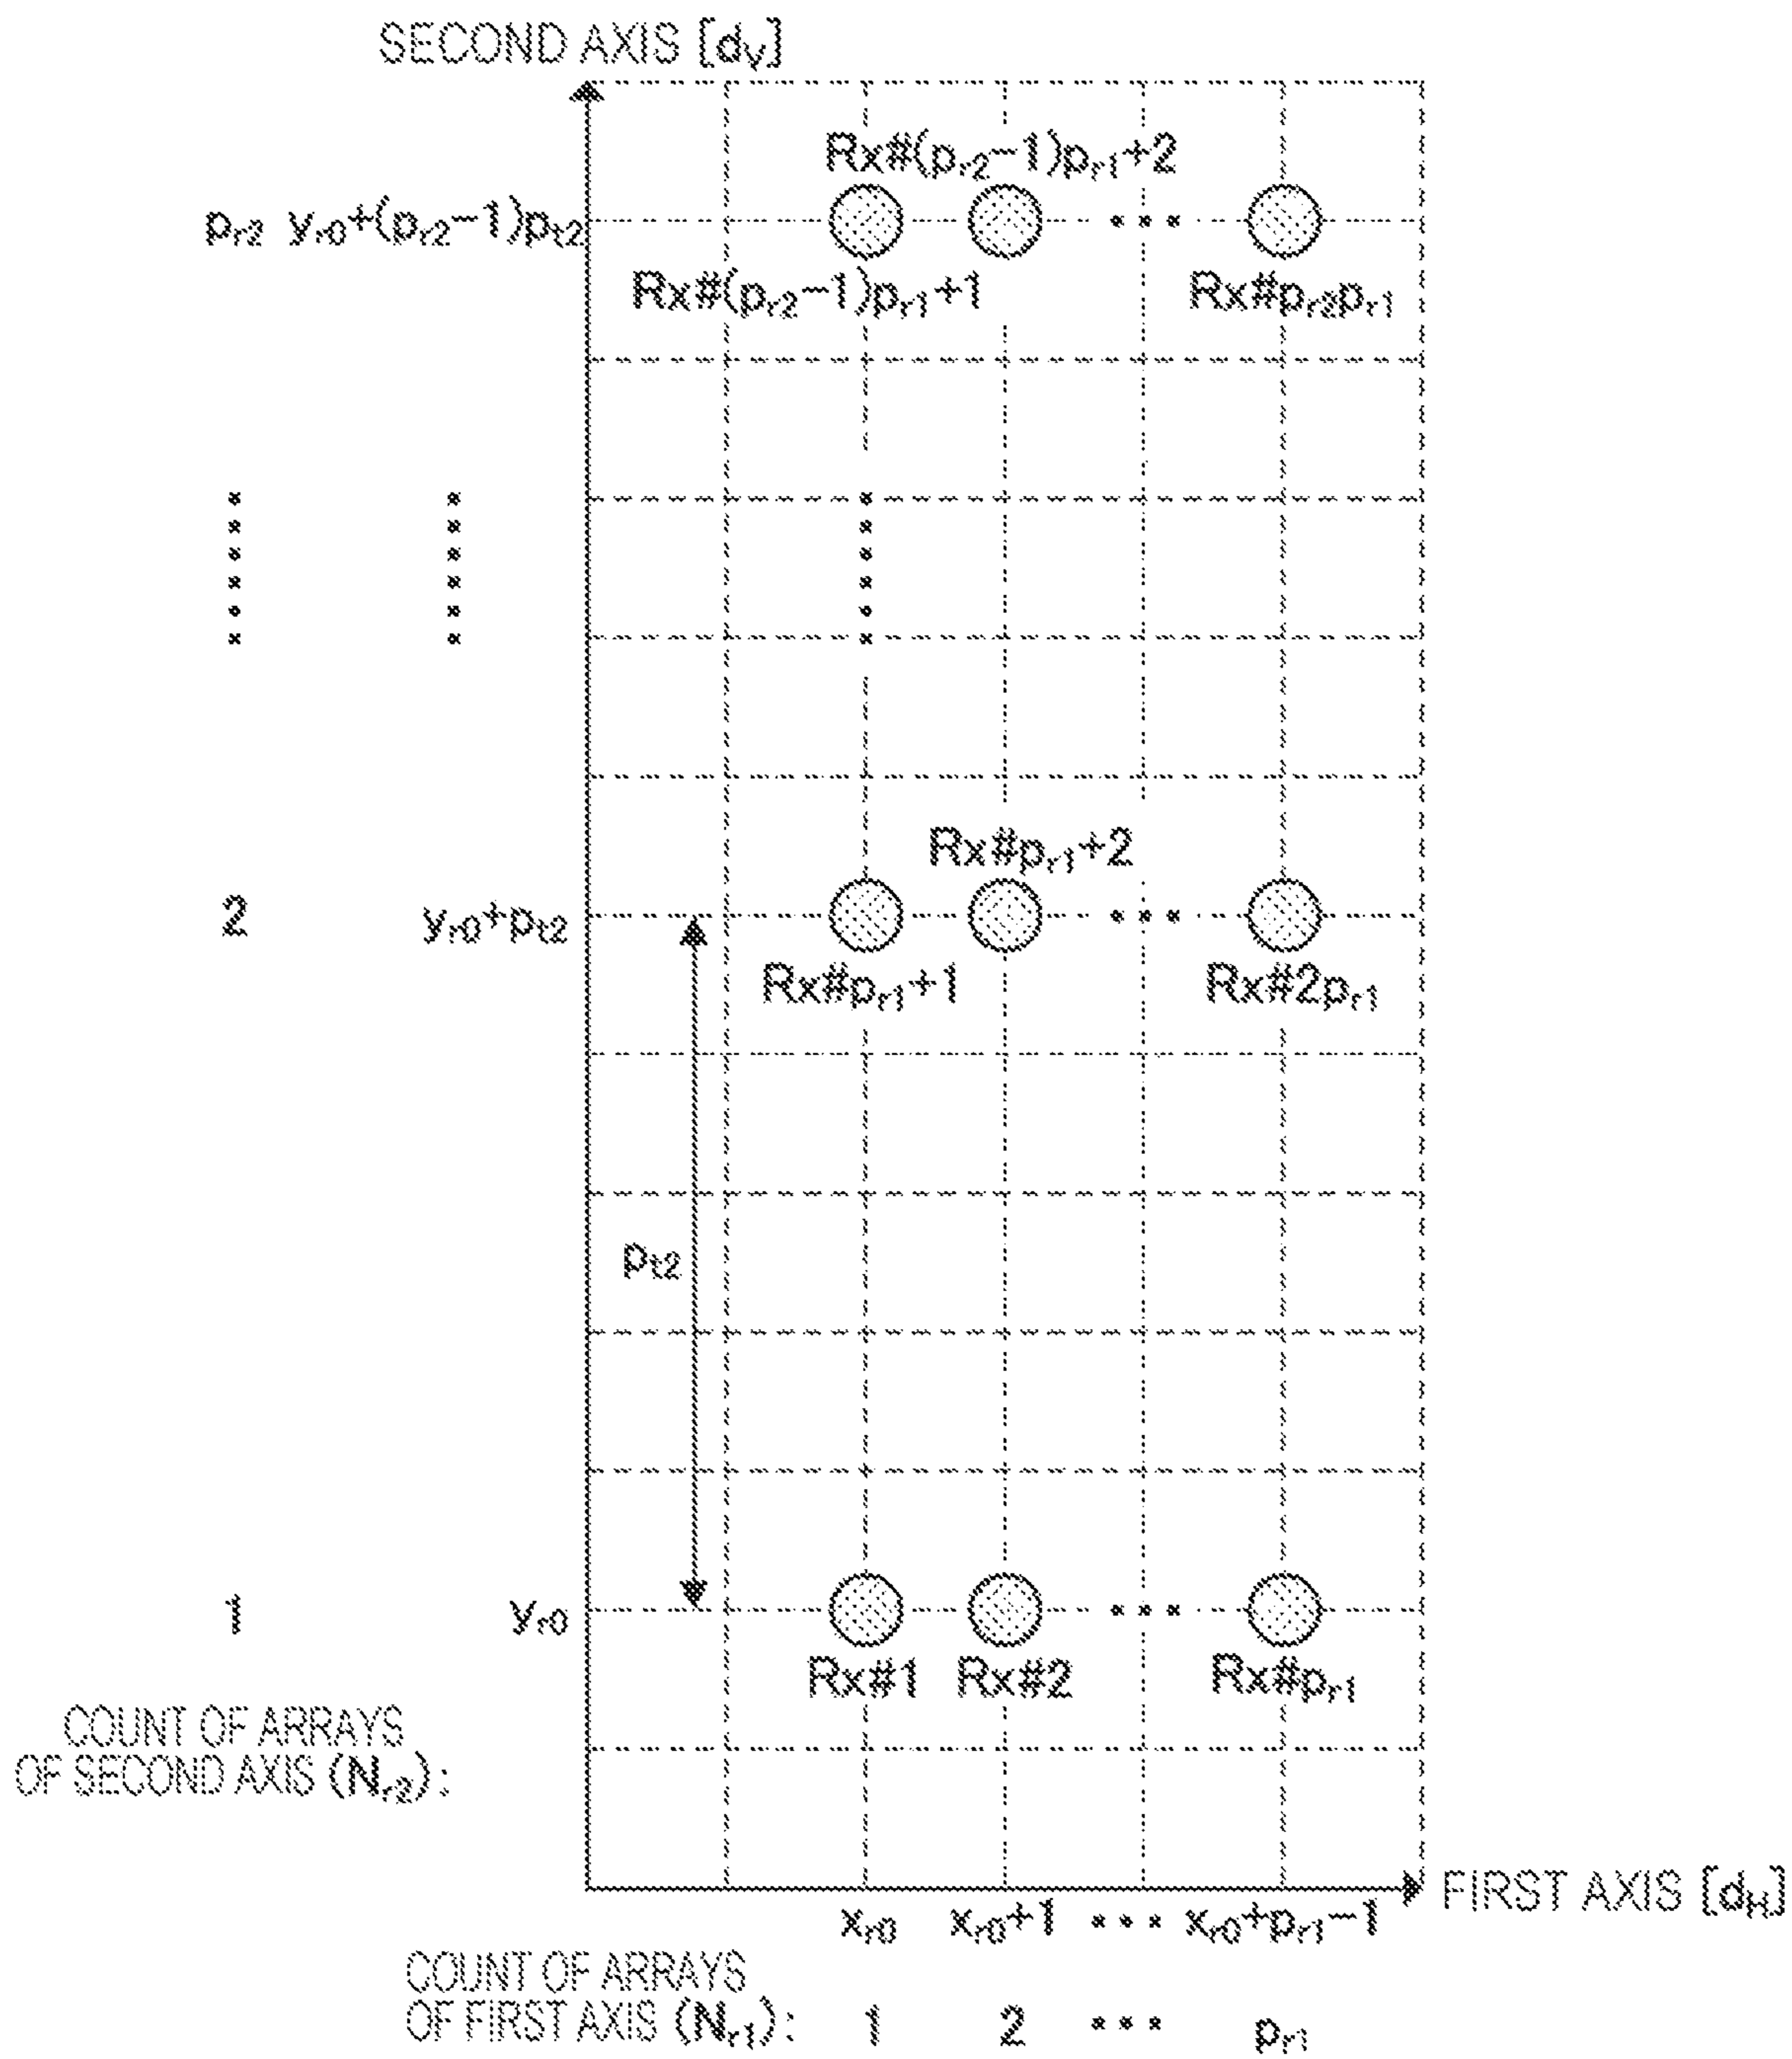 SECOND AXIS [dV]
Rx#(pr2−1)pr1+2
pr2 yr0+(pr2−1)pt2
Rx#(pr2−1)pr1+1 Rx#pr2pr1
Rx#pr1+2
2 yr0+pt2
Rx#pr1+1 Rx#2pr1
pt2
1 yr0
Rx#1 Rx#2 Rx#pr1
COUNT OF ARRAYS
OF SECOND AXIS (Nr2):
FIRST AXIS [dH]
xr0 xr0+1 ••• xr0+pr1−1
COUNT OF ARRAYS
OF FIRST AXIS (Nr1): 1 2 ••• pr1